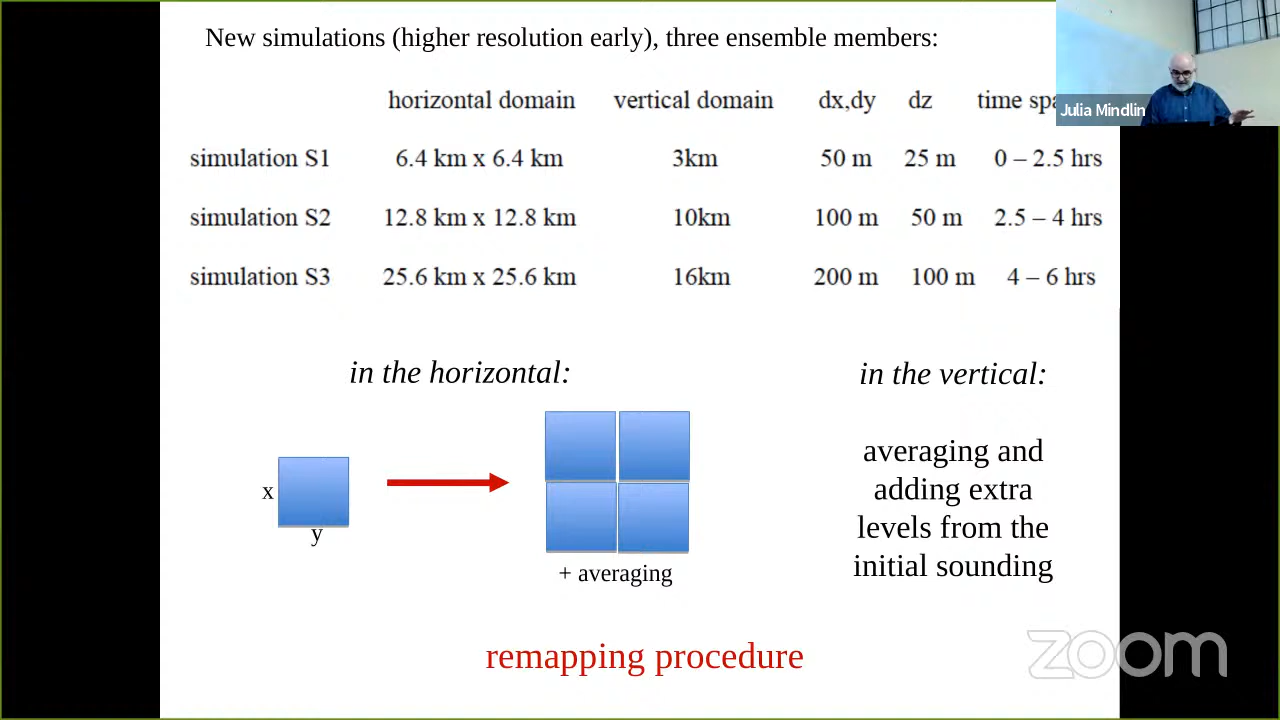 New simulations (higher resolution early), three ensemble members:
horizontal domain vertical domain dx,dy dz time
Julia Mindlin
simulation S1 6.4 km x 6.4 km 3km 50 m 25 m 0 – 2.5 hrs
simulation S2 12.8 km x 12.8 km 10km 100 m 50 m 2.5 – 4 hrs
simulation S3 25.6 km x 25.6 km 16km 200 m 100 m 4 – 6 hrs
in the horizontal:
in the vertical:
averaging and
adding extra
levels from the
initial sounding
x
y
+ averaging
remapping procedure
zoom